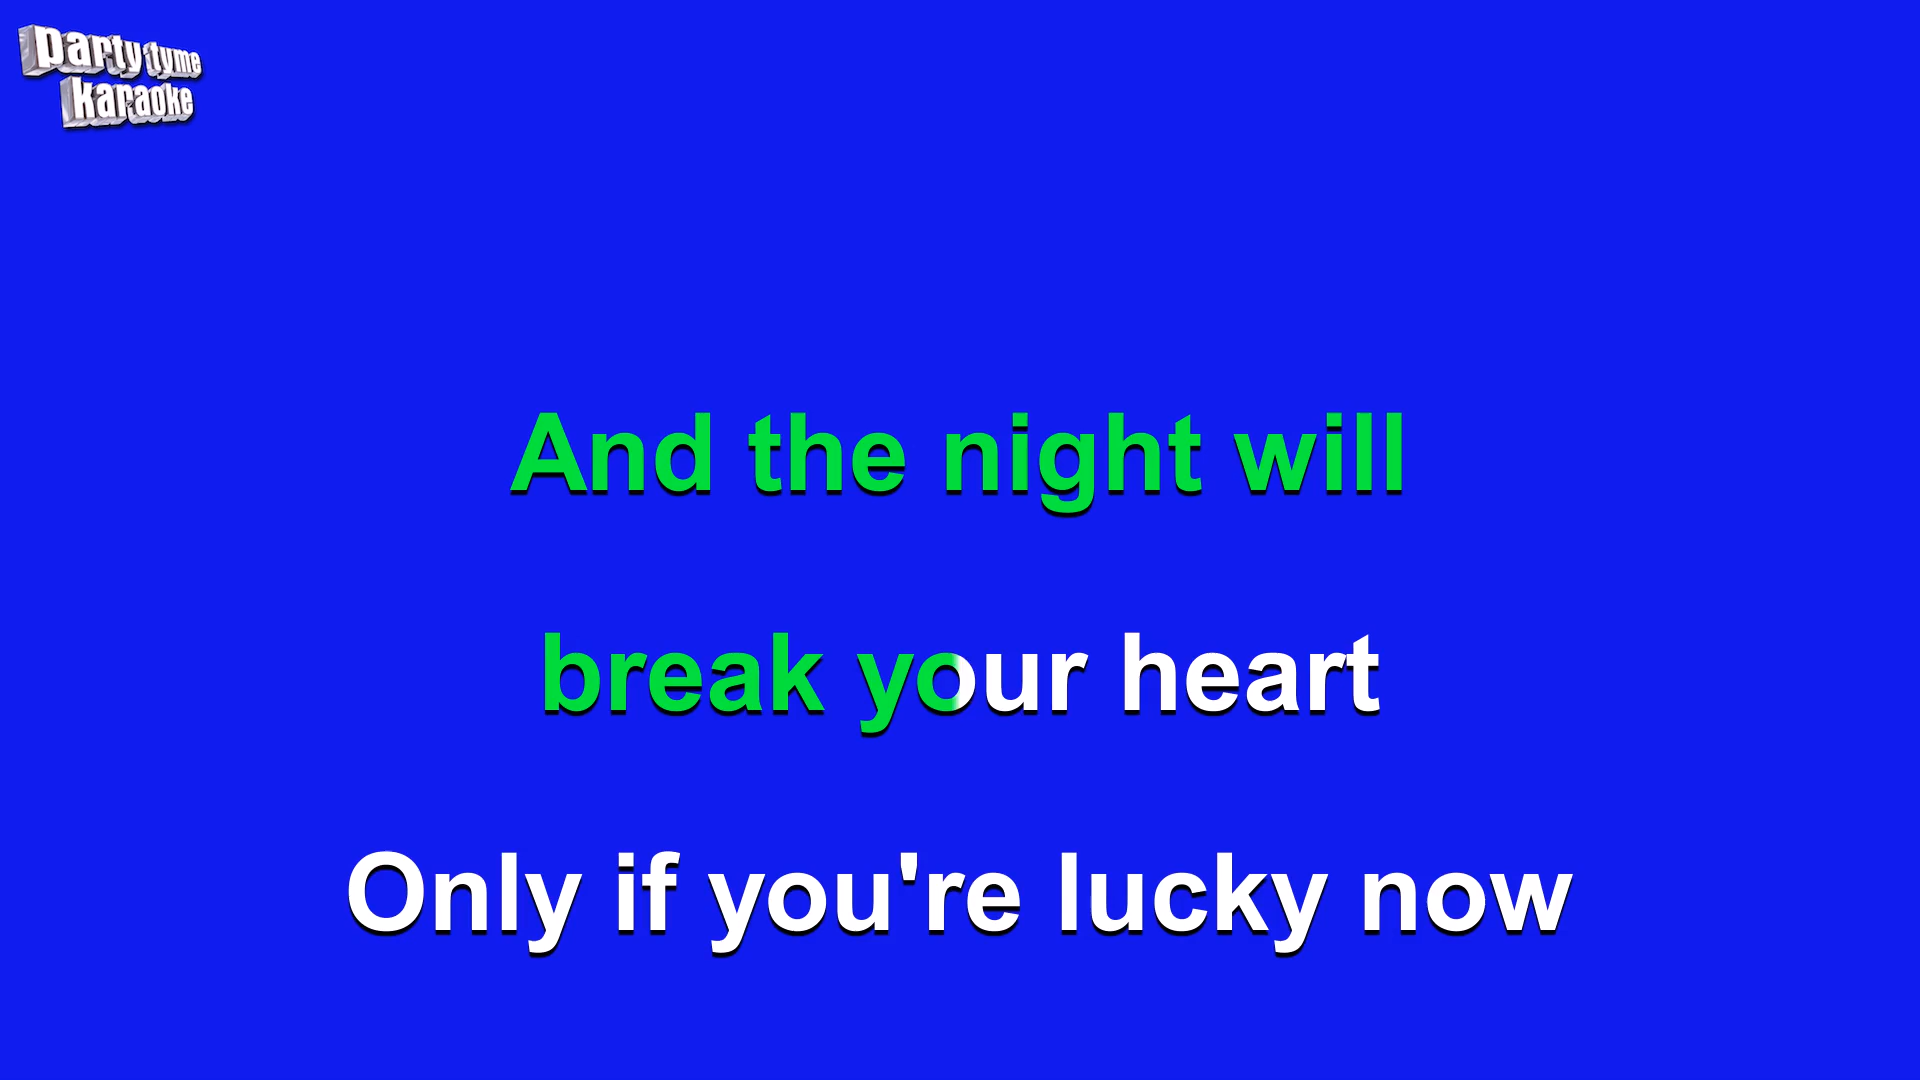 party tyme
karaoke
And the night will
break your heart
Only if you're lucky now